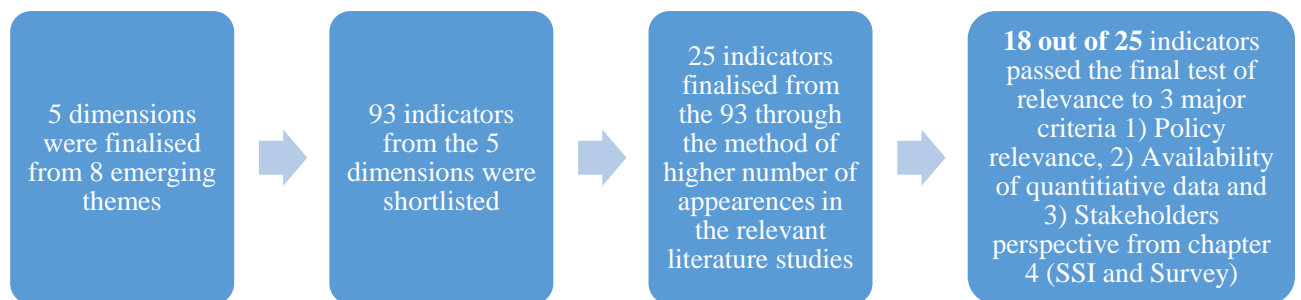 5 dimensions
were finalised
from 8 emerging
themes
93 indicators
from the 5
dimensions were
shortlisted
25 indicators
finalised from
the 93 through
the method of
higher number of
appearences in
the relevant
literature studies
18 out of 25 indicators
passed the final test of
relevance to 3 major
criteria 1) Policy
relevance, 2) Availability
of quantitiative data and
3) Stakeholders
perspective from chapter
4 (SSI and Survey)